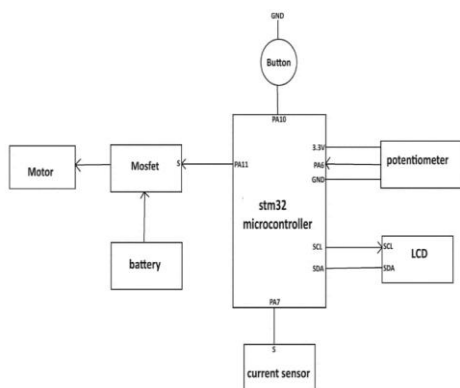 GND
Button
PA10
Motor
Mosfet
S
PA11
3.3V
PA6
GND
potentiometer
stm32
microcontroller
battery
SCL
SDA
SCL
SDA
LCD
PA7
S
current sensor